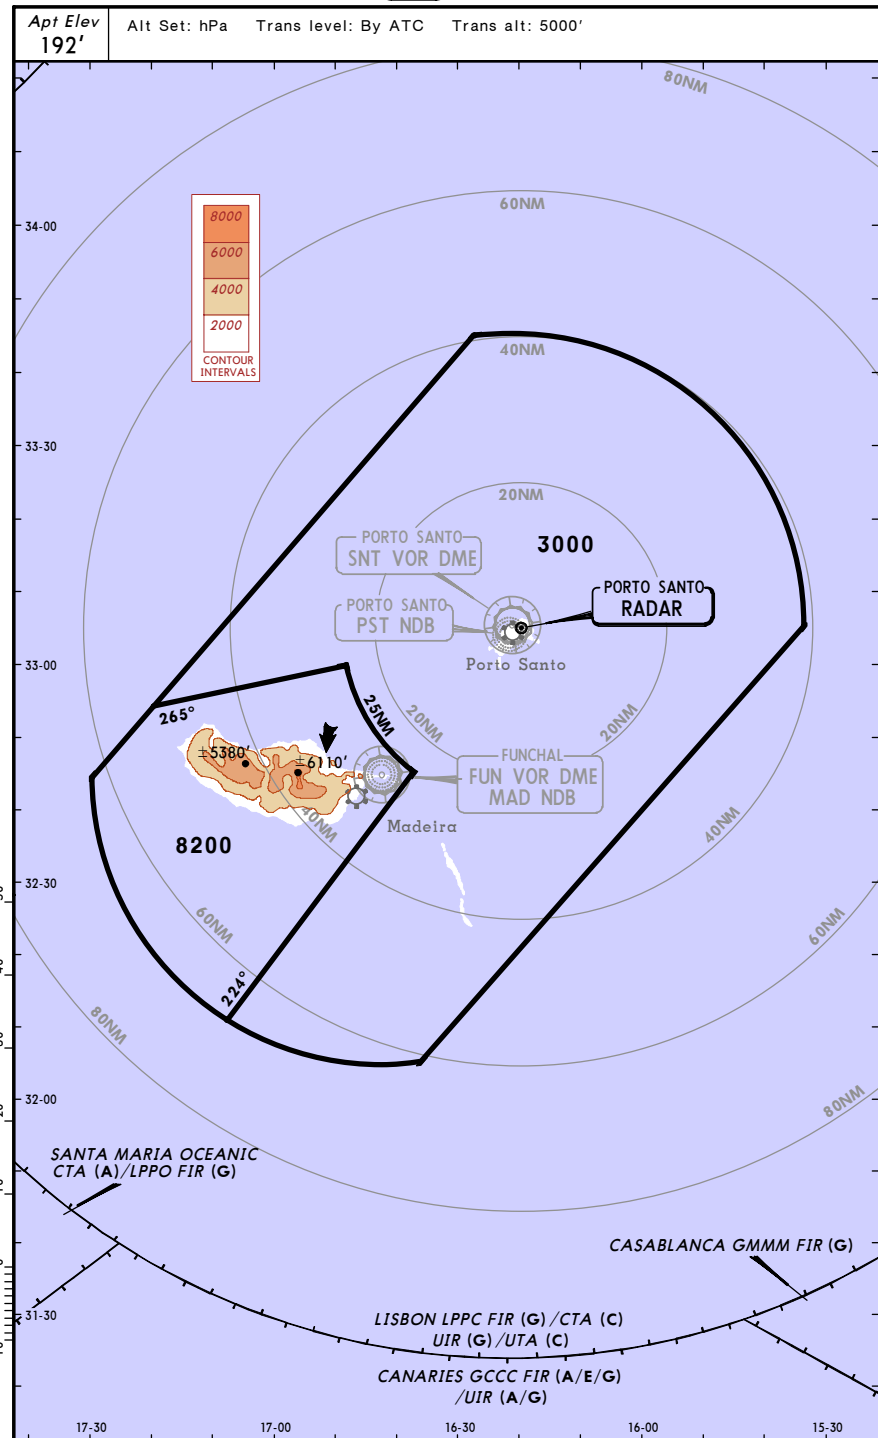 Apt Elev
192'
Alt Set: hPa Trans level: By ATC Trans alt: 5000'
80NM
60NM
34-00
8000
6000
4000
2000
CONTOUR
INTERVALS
40NM
33-30
20NM
3000
PORTO SANTO
SNT VOR DME
PORTO SANTO
PST NDB
PORTO SANTO
RADAR
Porto Santo
33-00
265°
25NM
20NM
20NM
±5380'
±6110'
FUNCHAL
FUN VOR DME
MAD NDB
Madeira
40NM
40NM
8200
32-30
60NM
60NM
224°
80NM
80NM
32-00
SANTA MARIA OCEANIC
CTA (A)/LPPO FIR (G)
CASABLANCA GMMM FIR (G)
LISBON LPPC FIR (G)/CTA (C)
UIR (G)/UTA (C)
31-30
CANARIES GCCC FIR (A/E/G)
/UIR (A/G)
17-30 17-00 16-30 16-00 15-30